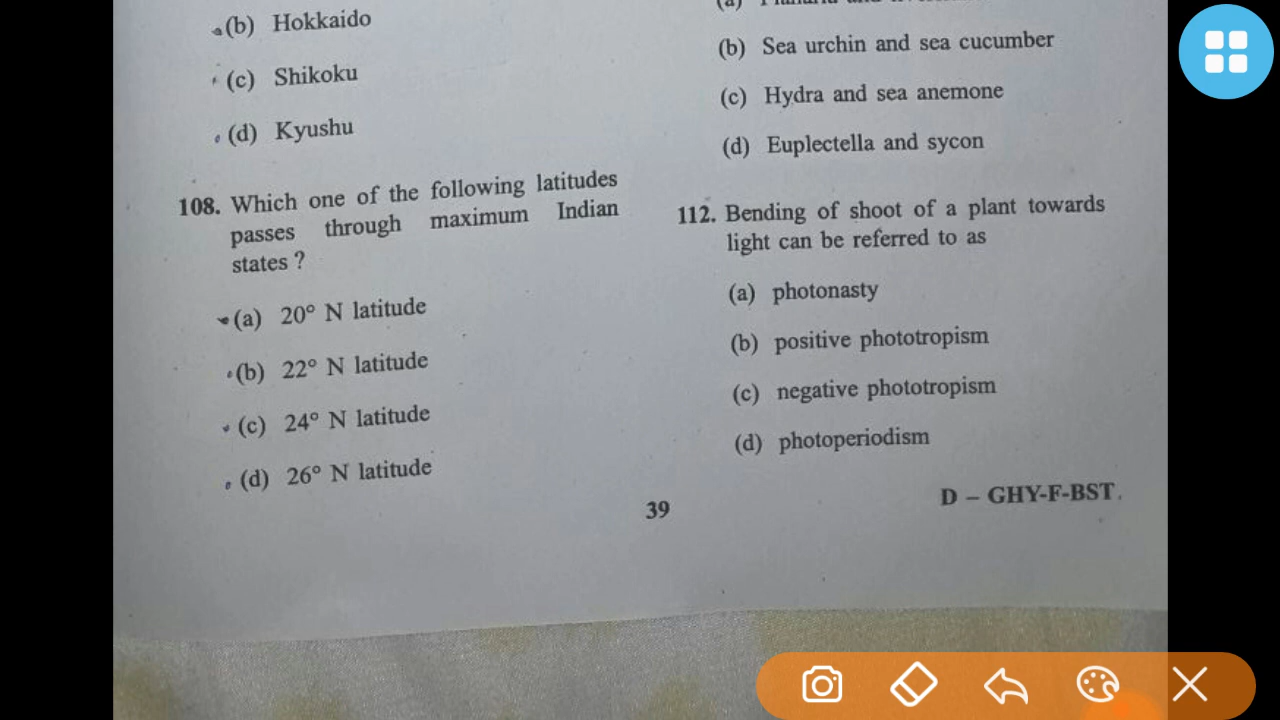 (b) Hokkaido
(c) Shikoku
(d) Kyushu
108. Which one of the following latitudes
passes through maximum Indian
states ?
(a) 20° N latitude
(b) 22° N latitude
(c) 24° N latitude
(d) 26° N latitude
(b) Sea urchin and sea cucumber
(c) Hydra and sea anemone
(d) Euplectella and sycon
112. Bending of shoot of a plant towards
light can be referred to as
(a) photonasty
(b) positive phototropism
(c) negative phototropism
(d) photoperiodism
39
D – GHY-F-BST